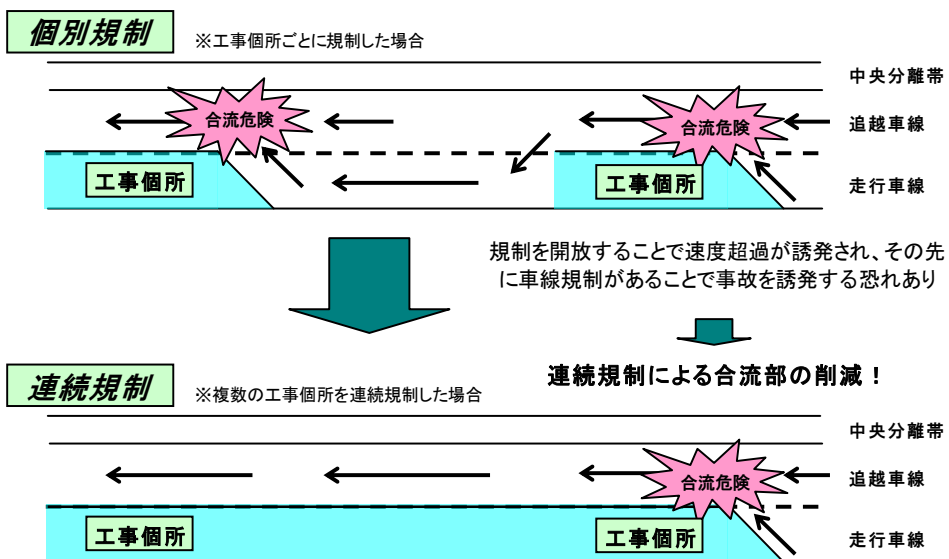 個別規制
※工事個所ごとに規制した場合
中央分離帯
合流危険
合流危険
追越車線
工事個所
工事個所
走行車線
規制を開放することで速度超過が誘発され、その先
に車線規制があることで事故を誘発する恐れあり
連続規制による合流部の削減！
連続規制
※複数の工事個所を連続規制した場合
中央分離帯
合流危険
追越車線
工事個所
工事個所
走行車線